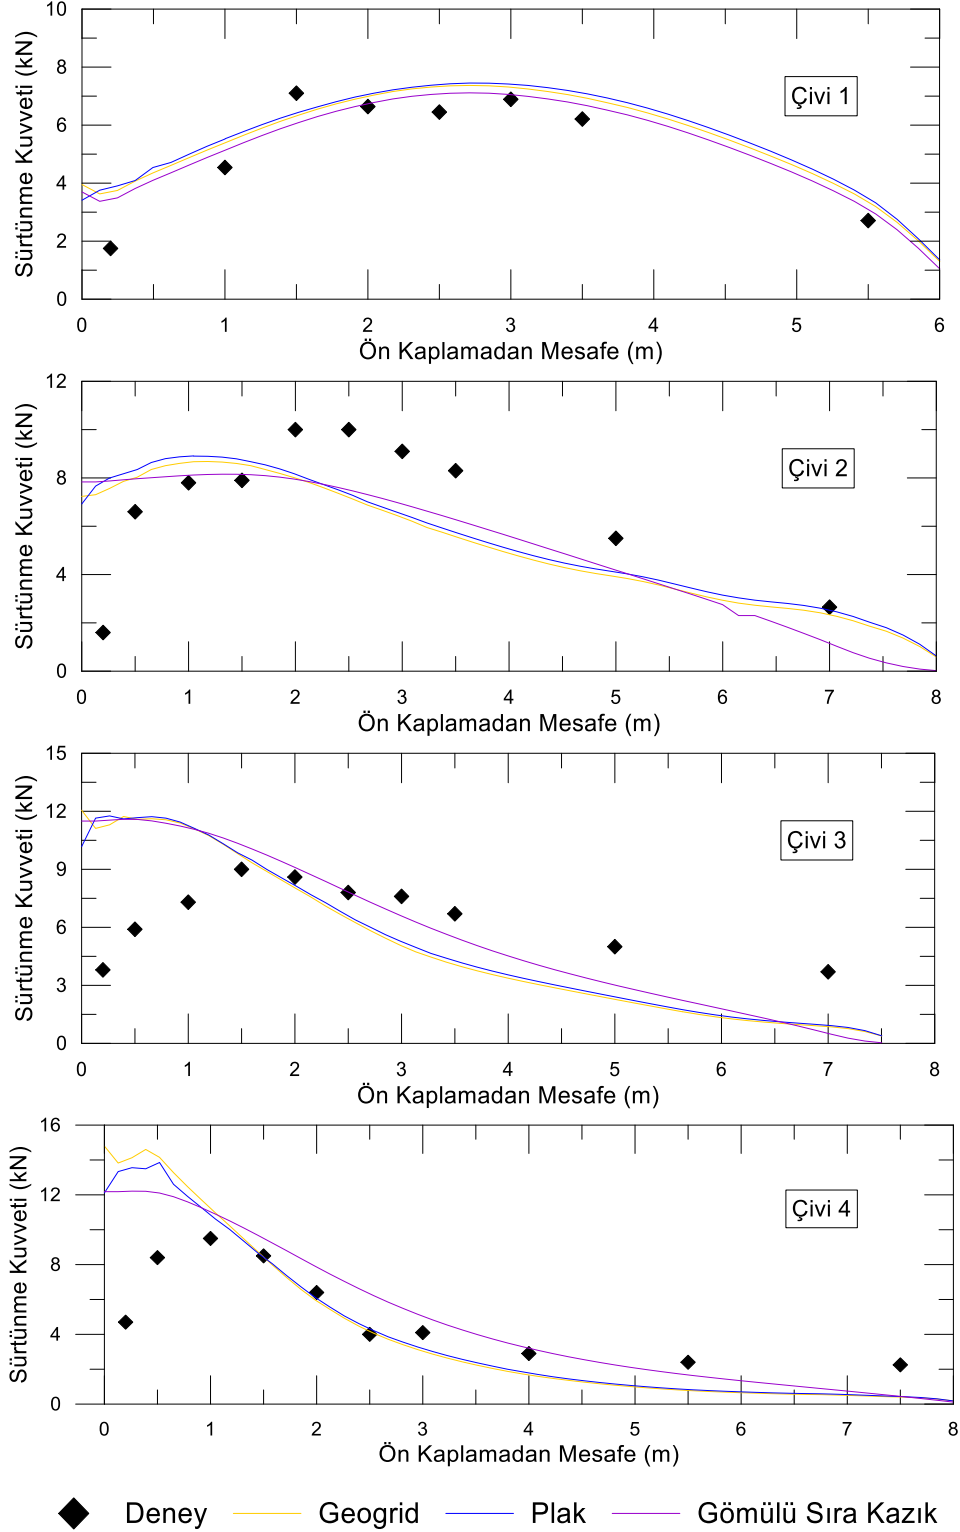 10
8
6
4
2
0
Sürtünme Kuvveti (kN)
Çivi 1
0 1 2 3 4 5 6
Ön Kaplamadan Mesafe (m)
12
8
4
0
Sürtünme Kuvveti (kN)
Çivi 2
0 1 2 3 4 5 6 7 8
Ön Kaplamadan Mesafe (m)
15
12
9
6
3
0
Sürtünme Kuvveti (kN)
Çivi 3
0 1 2 3 4 5 6 7 8
Ön Kaplamadan Mesafe (m)
16
12
8
4
0
Sürtünme Kuvveti (kN)
Çivi 4
0 1 2 3 4 5 6 7 8
Ön Kaplamadan Mesafe (m)
Deney Geogrid Plak Gömülü Sıra Kazık